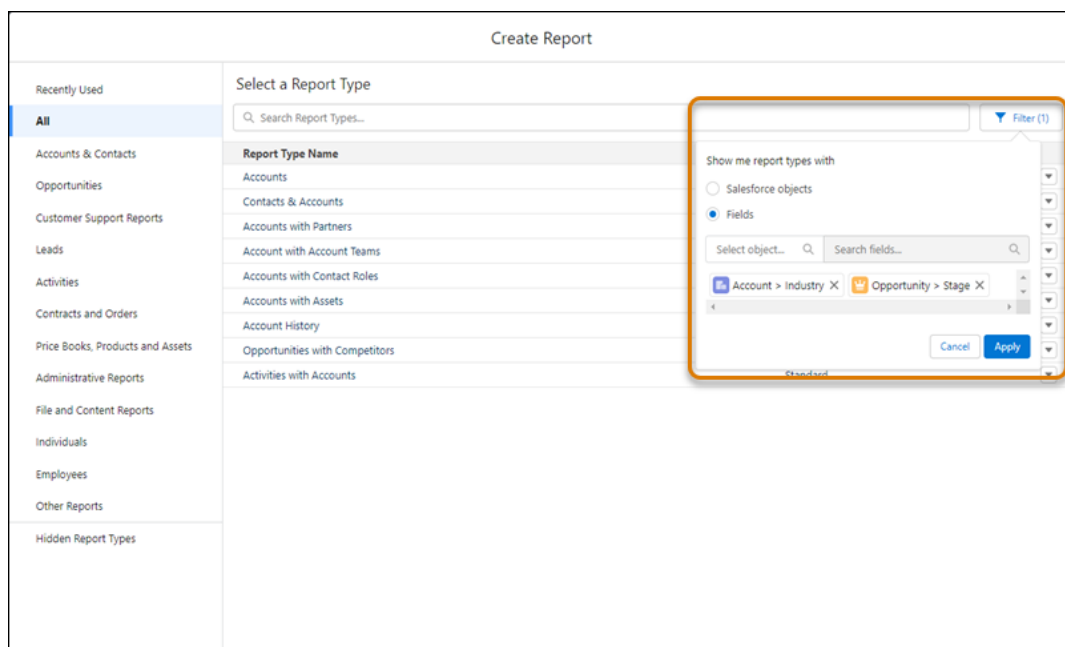 Create Report
Recently Used
All
Accounts & Contacts
Opportunities
Customer Support Reports
Leads
Activities
Contracts and Orders
Price Books, Products and Assets
Administrative Reports
File and Content Reports
Individuals
Employees
Other Reports
Hidden Report Types
Select a Report Type
Search Report Types...
Filter (1)
Report Type Name
Accounts
Contacts & Accounts
Accounts with Partners
Account with Account Teams
Accounts with Contact Roles
Accounts with Assets
Account History
Opportunities with Competitors
Activities with Accounts
Standard
Show me report types with
Salesforce objects
Fields
Select object... Search fields...
Account > Industry X Opportunity > Stage X
Cancel Apply